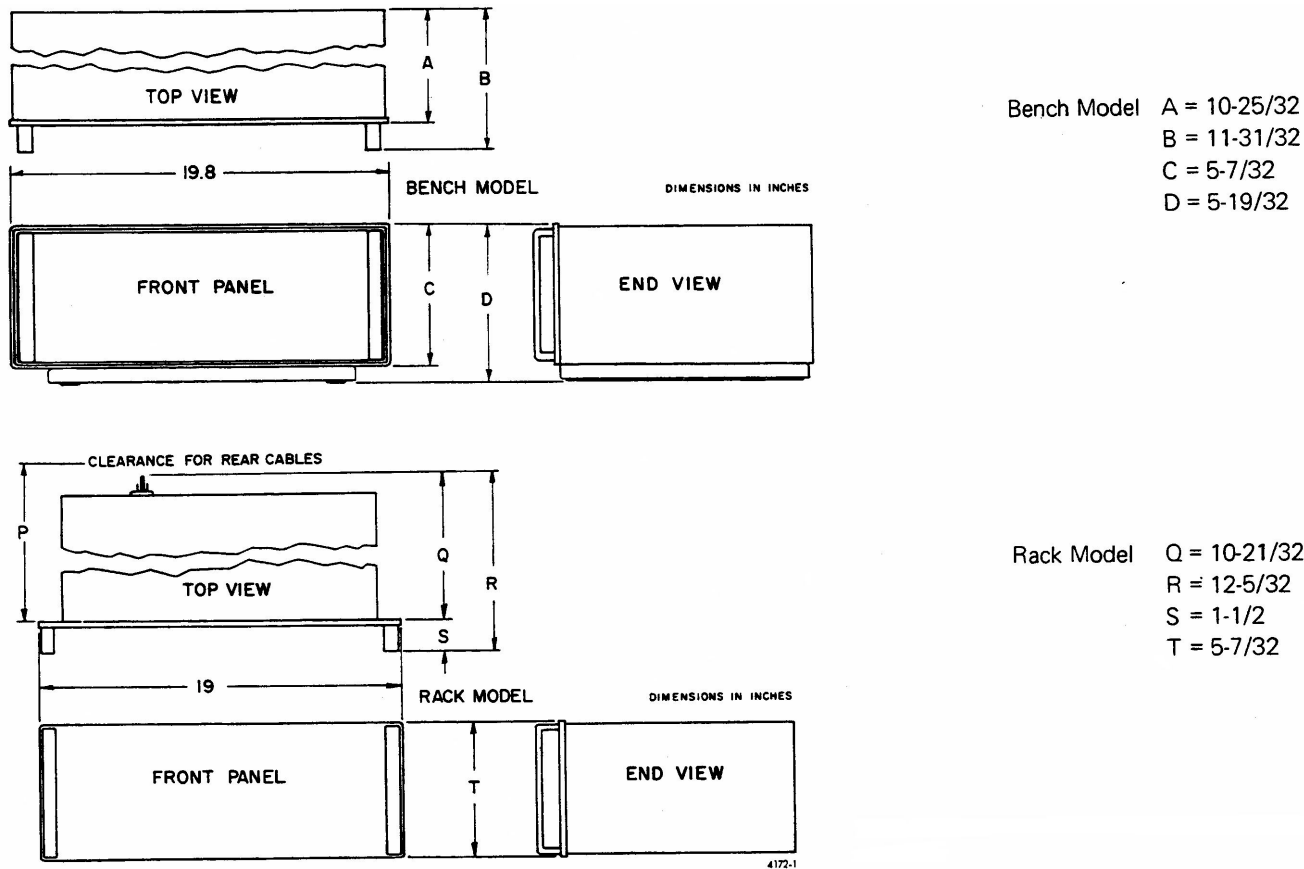 A
B
TOP VIEW
19.8
BENCH MODEL
DIMENSIONS IN INCHES
FRONT PANEL
C
D
END VIEW
Bench Model A = 10-25/32
B = 11-31/32
C = 5-7/32
D = 5-19/32
CLEARANCE FOR REAR CABLES
P
Q
R
TOP VIEW
S
19
RACK MODEL
DIMENSIONS IN INCHES
FRONT PANEL
T
END VIEW
4172-1
Rack Model Q = 10-21/32
R = 12-5/32
S = 1-1/2
T = 5-7/32